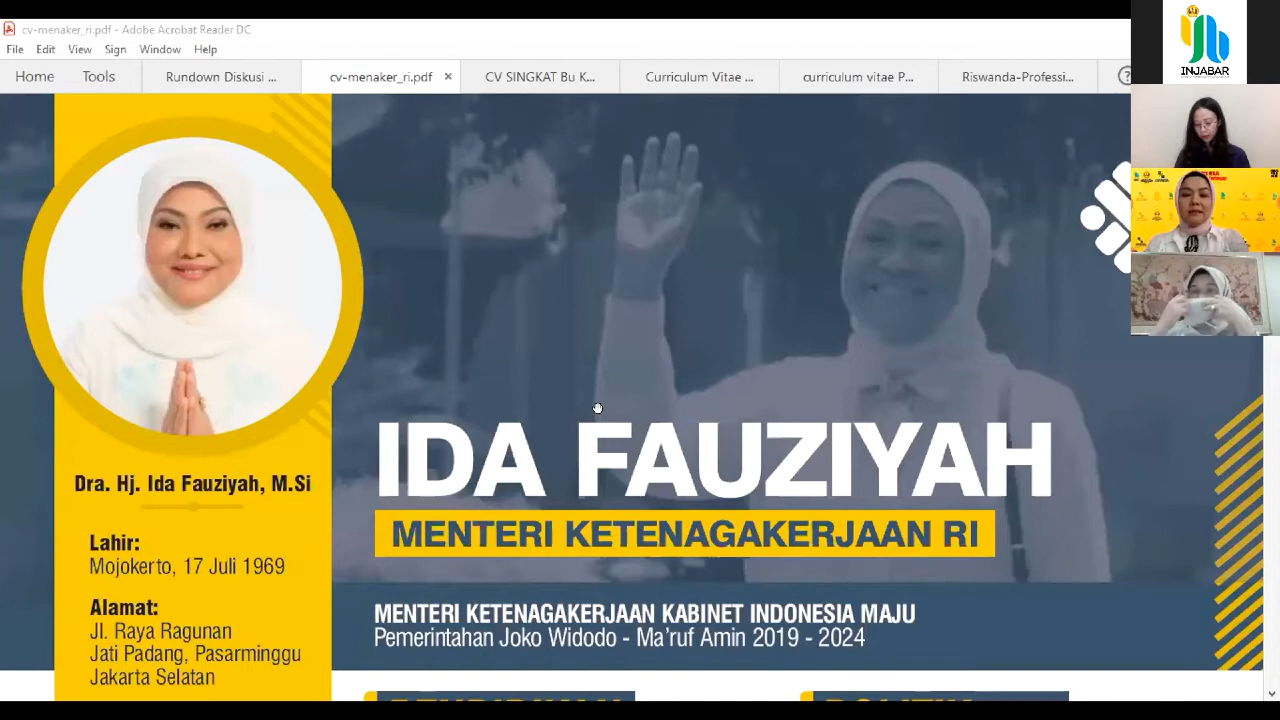 cv-menaker_ri.pdf - Adobe Acrobat Reader DC
File Edit View Sign Window Help
Home Tools Rundown Diskusi ... cv-menaker_ri.pdf × CV SINGKAT Bu K... Curriculum Vitae ... curriculum vitae P... Riswanda-Professi...
INJABAR
IDA FAUZIYAH
MENTERI KETENAGAKERJAAN RI
MENTERI KETENAGAKERJAAN KABINET INDONESIA MAJU
Pemerintahan Joko Widodo - Ma'ruf Amin 2019 - 2024
Dra. Hj. Ida Fauziyah, M.Si
Lahir:
Mojokerto, 17 Juli 1969
Alamat:
Jl. Raya Ragunan
Jati Padang, Pasarminggu
Jakarta Selatan